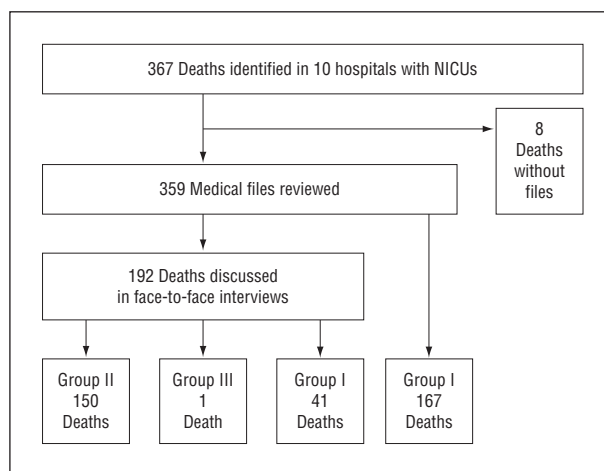 367 Deaths identified in 10 hospitals with NICUs
8
Deaths
without
files
359 Medical files reviewed
192 Deaths discussed
in face-to-face interviews
Group II
150
Deaths
Group III
1
Death
Group I
41
Deaths
Group I
167
Deaths